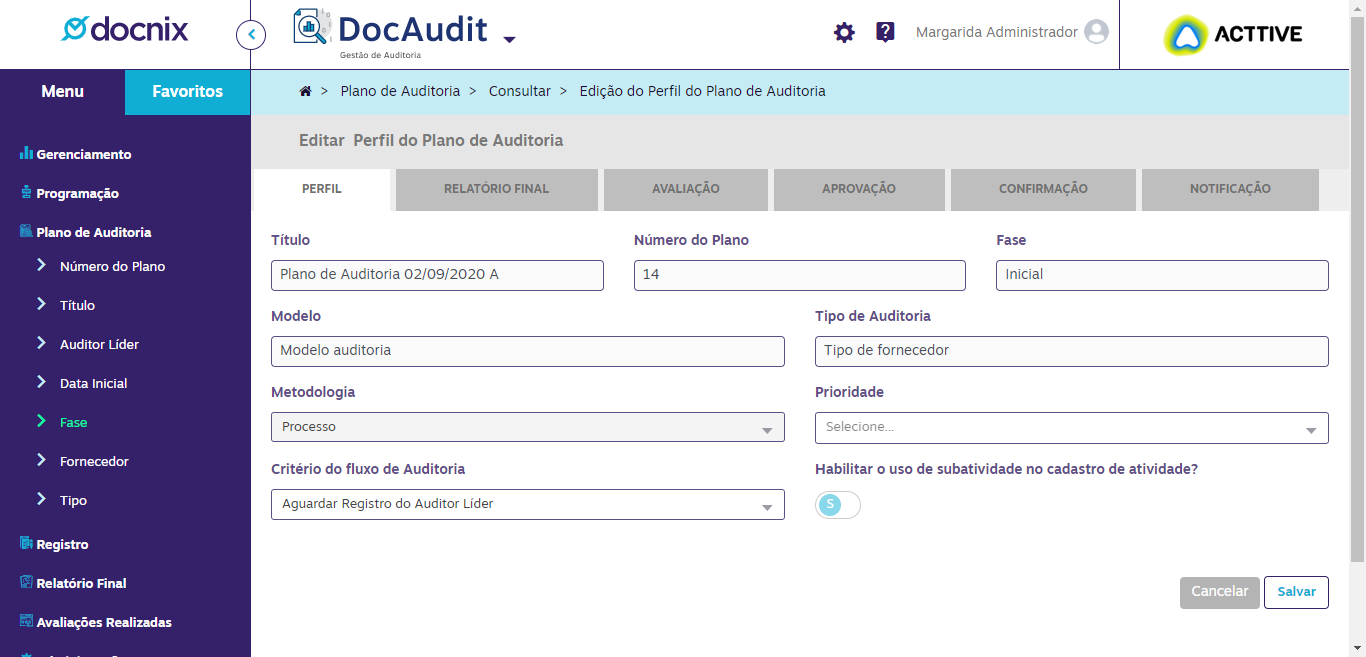 docnix
DocAudit
Gestão de Auditoria
Margarida Administrador
ACTTIVE
Menu
Favoritos
> Plano de Auditoria > Consultar > Edição do Perfil do Plano de Auditoria
Editar Perfil do Plano de Auditoria
Gerenciamento
Programação
Plano de Auditoria
Número do Plano
Título
Auditor Líder
Data Inicial
Fase
Fornecedor
Tipo
Registro
Relatório Final
Avaliações Realizadas
PERFIL
RELATÓRIO FINAL
AVALIAÇÃO
APROVAÇÃO
CONFIRMAÇÃO
NOTIFICAÇÃO
Título
Número do Plano
Fase
Plano de Auditoria 02/09/2020 A
14
Inicial
Modelo
Tipo de Auditoria
Modelo auditoria
Tipo de fornecedor
Metodologia
Prioridade
Processo
Selecione...
Critério do fluxo de Auditoria
Habilitar o uso de subatividade no cadastro de atividade?
Aguardar Registro do Auditor Líder
S
Cancelar
Salvar